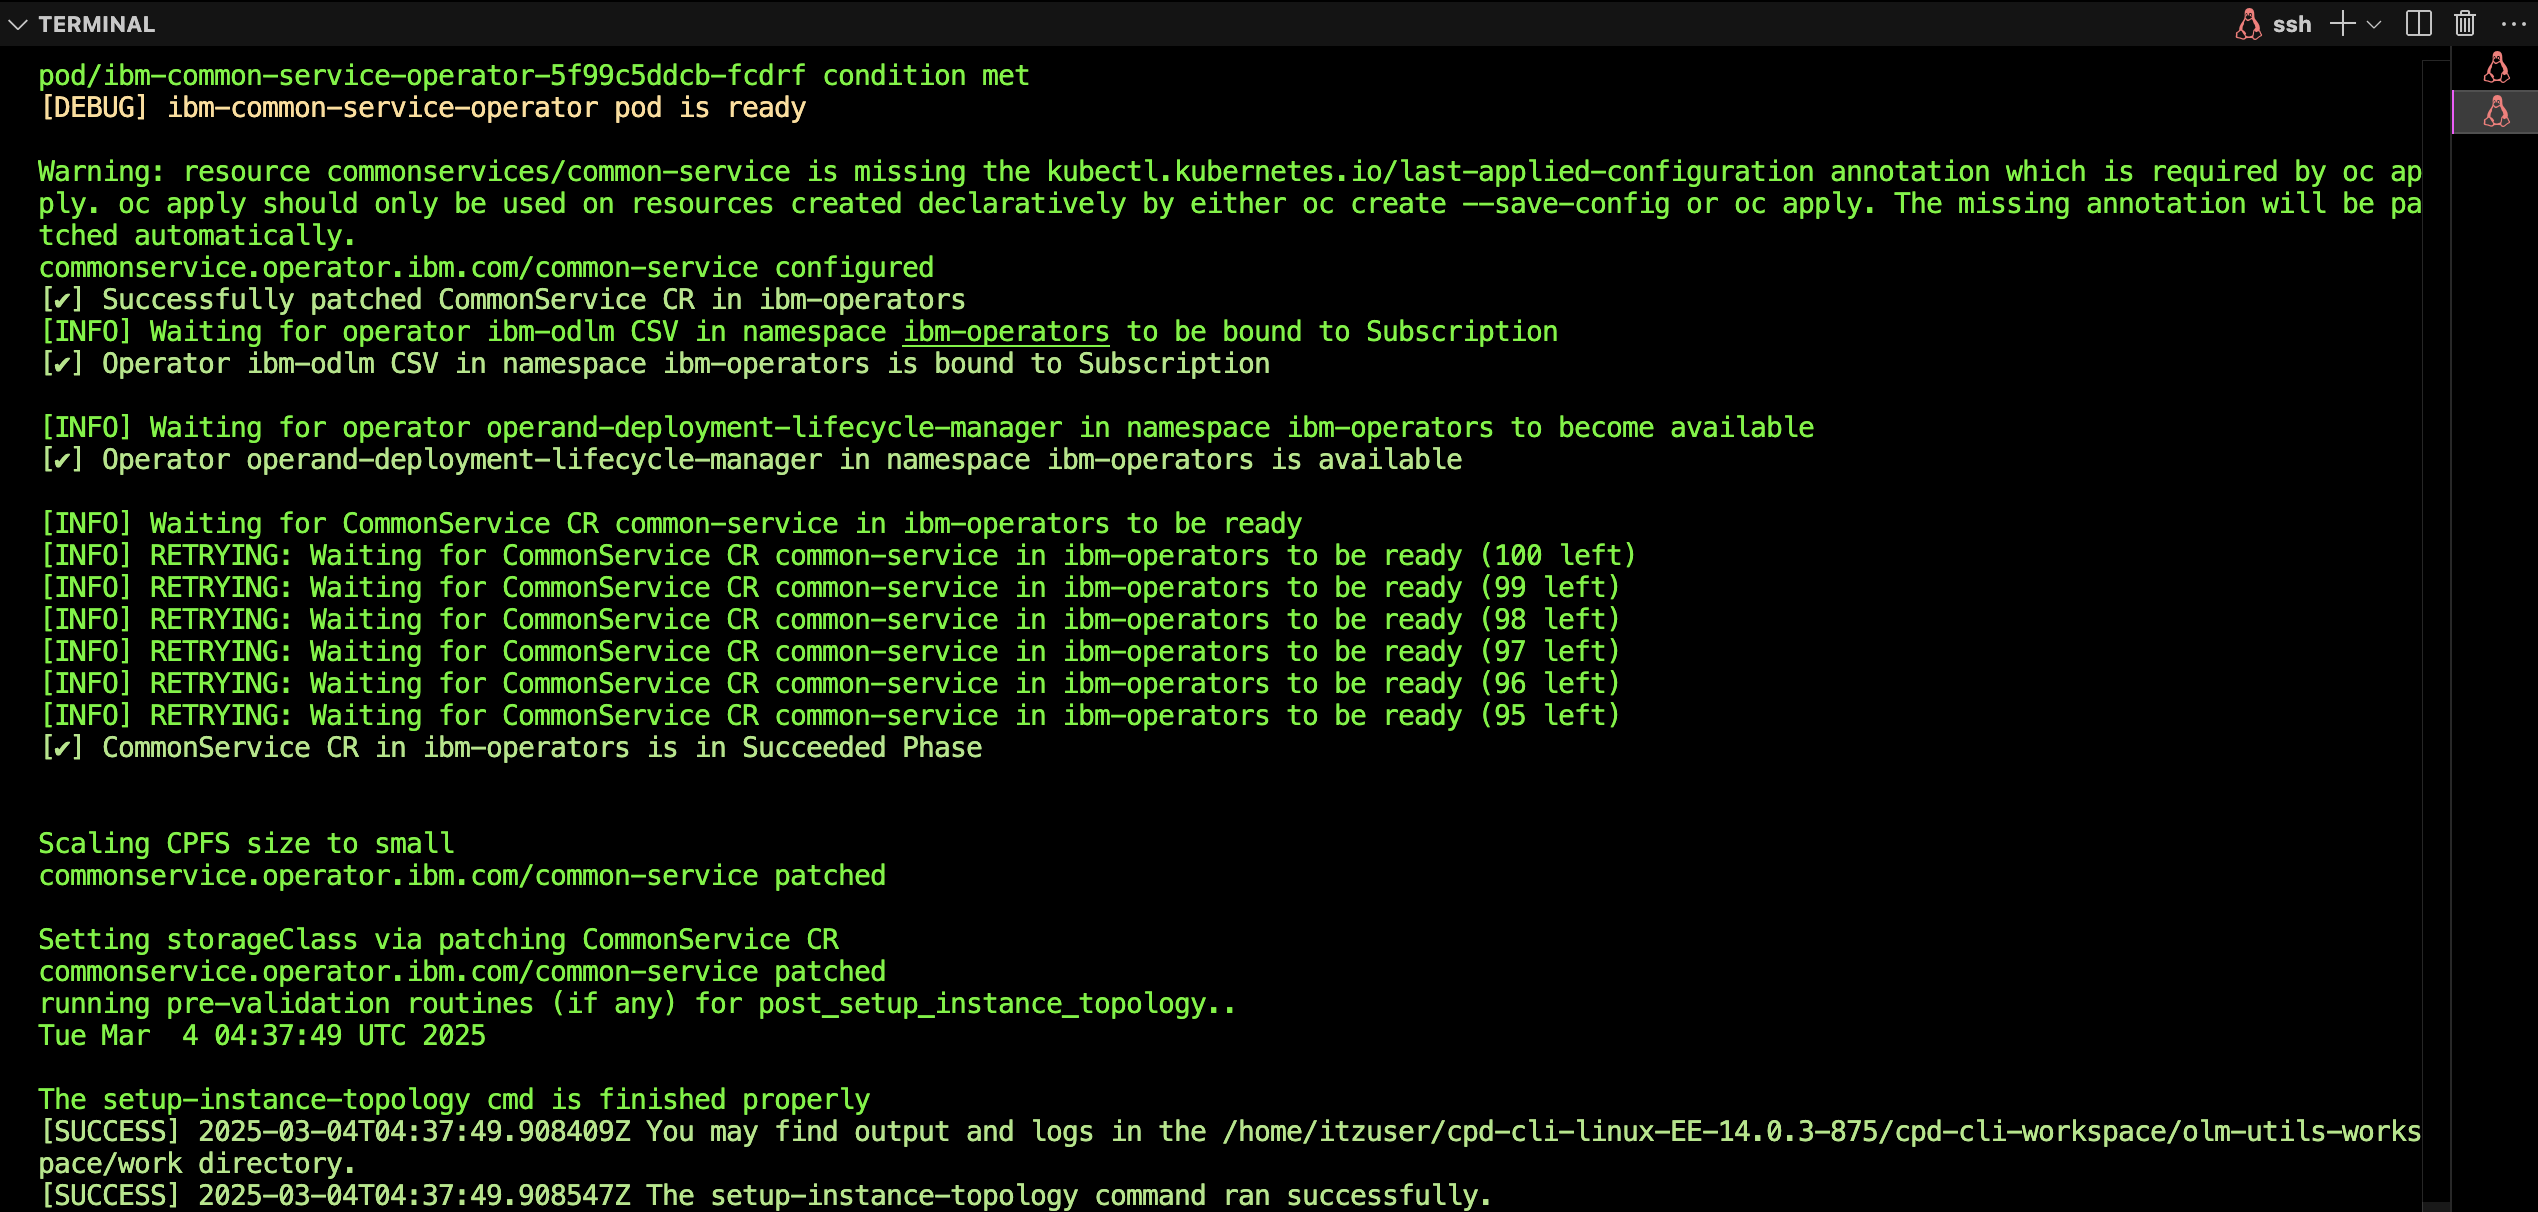 TERMINAL
ssh
pod/ibm-common-service-operator-5f99c5ddcb-fcdrf condition met
[DEBUG] ibm-common-service-operator pod is ready
Warning: resource commonservices/common-service is missing the kubectl.kubernetes.io/last-applied-configuration annotation which is required by oc ap
ply. oc apply should only be used on resources created declaratively by either oc create --save-config or oc apply. The missing annotation will be pa
tched automatically.
commonservice.operator.ibm.com/common-service configured
[✔] Successfully patched CommonService CR in ibm-operators
[INFO] Waiting for operator ibm-odlm CSV in namespace ibm-operators to be bound to Subscription
[✔] Operator ibm-odlm CSV in namespace ibm-operators is bound to Subscription
[INFO] Waiting for operator operand-deployment-lifecycle-manager in namespace ibm-operators to become available
[✔] Operator operand-deployment-lifecycle-manager in namespace ibm-operators is available
[INFO] Waiting for CommonService CR common-service in ibm-operators to be ready
[INFO] RETRYING: Waiting for CommonService CR common-service in ibm-operators to be ready (100 left)
[INFO] RETRYING: Waiting for CommonService CR common-service in ibm-operators to be ready (99 left)
[INFO] RETRYING: Waiting for CommonService CR common-service in ibm-operators to be ready (98 left)
[INFO] RETRYING: Waiting for CommonService CR common-service in ibm-operators to be ready (97 left)
[INFO] RETRYING: Waiting for CommonService CR common-service in ibm-operators to be ready (96 left)
[INFO] RETRYING: Waiting for CommonService CR common-service in ibm-operators to be ready (95 left)
[✔] CommonService CR in ibm-operators is in Succeeded Phase
Scaling CPFS size to small
commonservice.operator.ibm.com/common-service patched
Setting storageClass via patching CommonService CR
commonservice.operator.ibm.com/common-service patched
running pre-validation routines (if any) for post_setup_instance_topology..
Tue Mar  4 04:37:49 UTC 2025
The setup-instance-topology cmd is finished properly
[SUCCESS] 2025-03-04T04:37:49.908409Z You may find output and logs in the /home/itzuser/cpd-cli-linux-EE-14.0.3-875/cpd-cli-workspace/olm-utils-works
pace/work directory.
[SUCCESS] 2025-03-04T04:37:49.908547Z The setup-instance-topology command ran successfully.